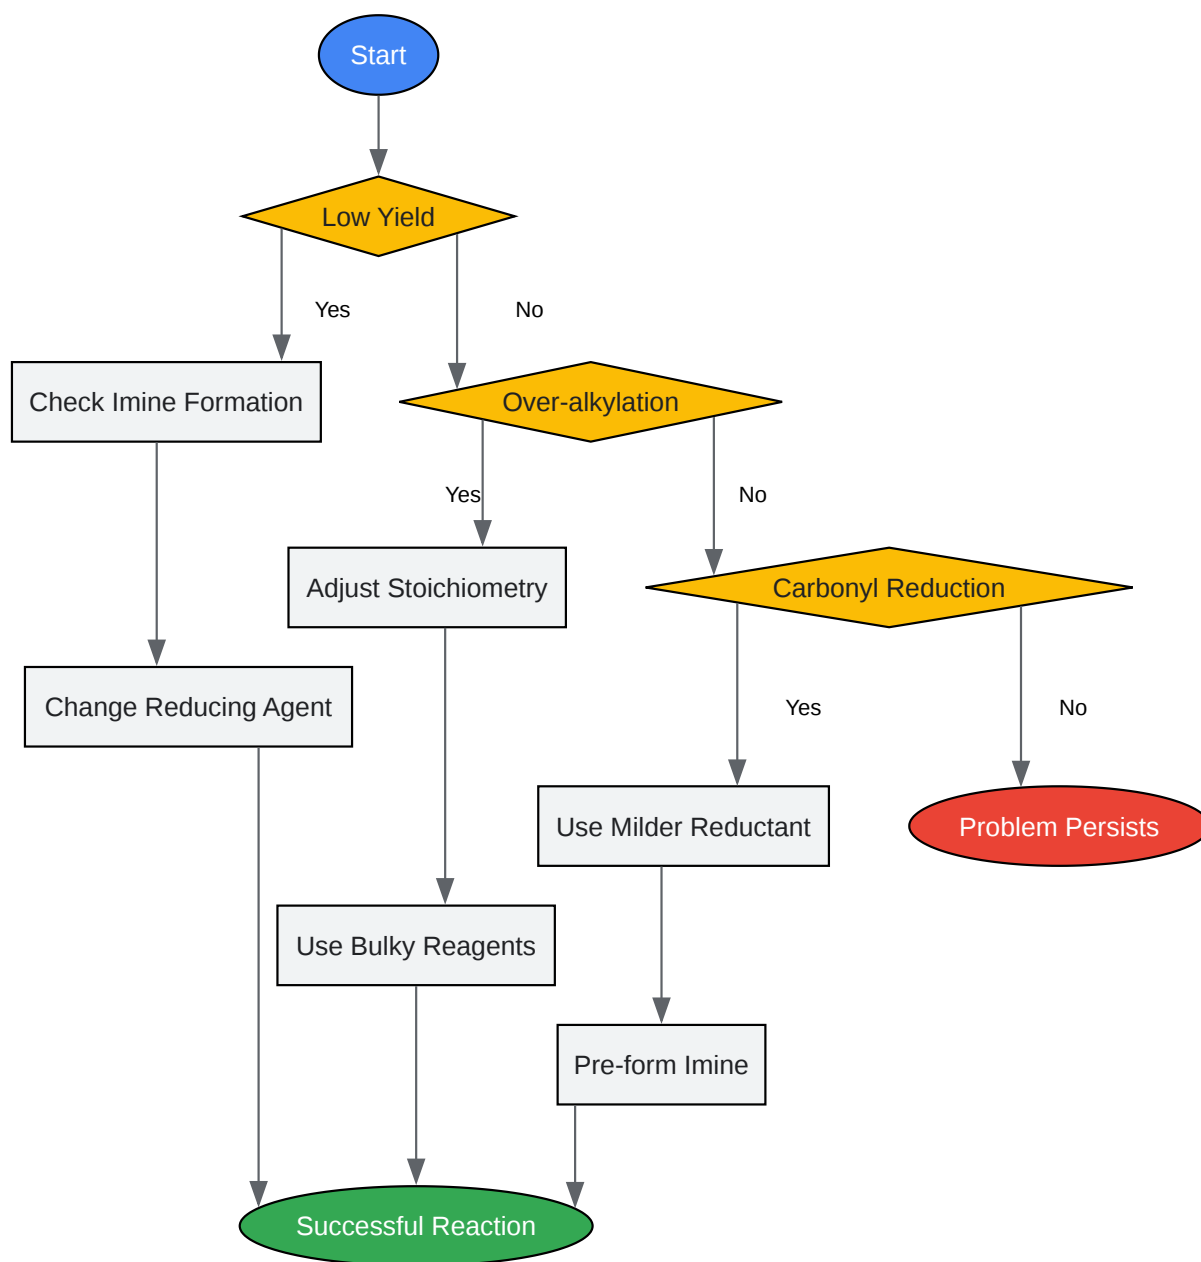 Start
Low Yield
Yes
No
Check Imine Formation
Over-alkylation
Yes
No
Adjust Stoichiometry
Carbonyl Reduction
Change Reducing Agent
Yes
No
Use Milder Reductant
Problem Persists
Use Bulky Reagents
Pre-form Imine
Successful Reaction